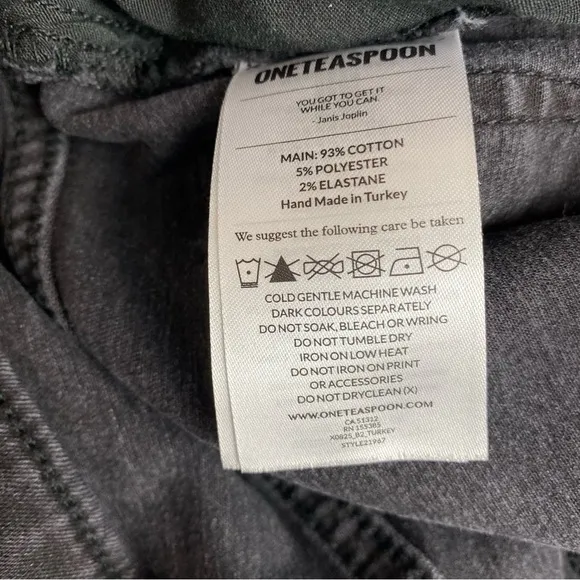 ONETEASPOON
YOU GOT TO GET IT
WHILE YOU CAN.
- Janis Joplin
MAIN: 93% COTTON
5% POLYESTER
2% ELASTANE
Hand Made in Turkey
We suggest the following care be taken
COLD GENTLE MACHINE WASH
DARK COLOURS SEPARATELY
DO NOT SOAK, BLEACH OR WRING
DO NOT TUMBLE DRY
IRON ON LOW HEAT
DO NOT IRON ON PRINT
OR ACCESSORIES
DO NOT DRYCLEAN (X)
WWW.ONETEASPOON.COM
CA 51312
RN 155385
X0825_B2_TURKEY
STYLE21967